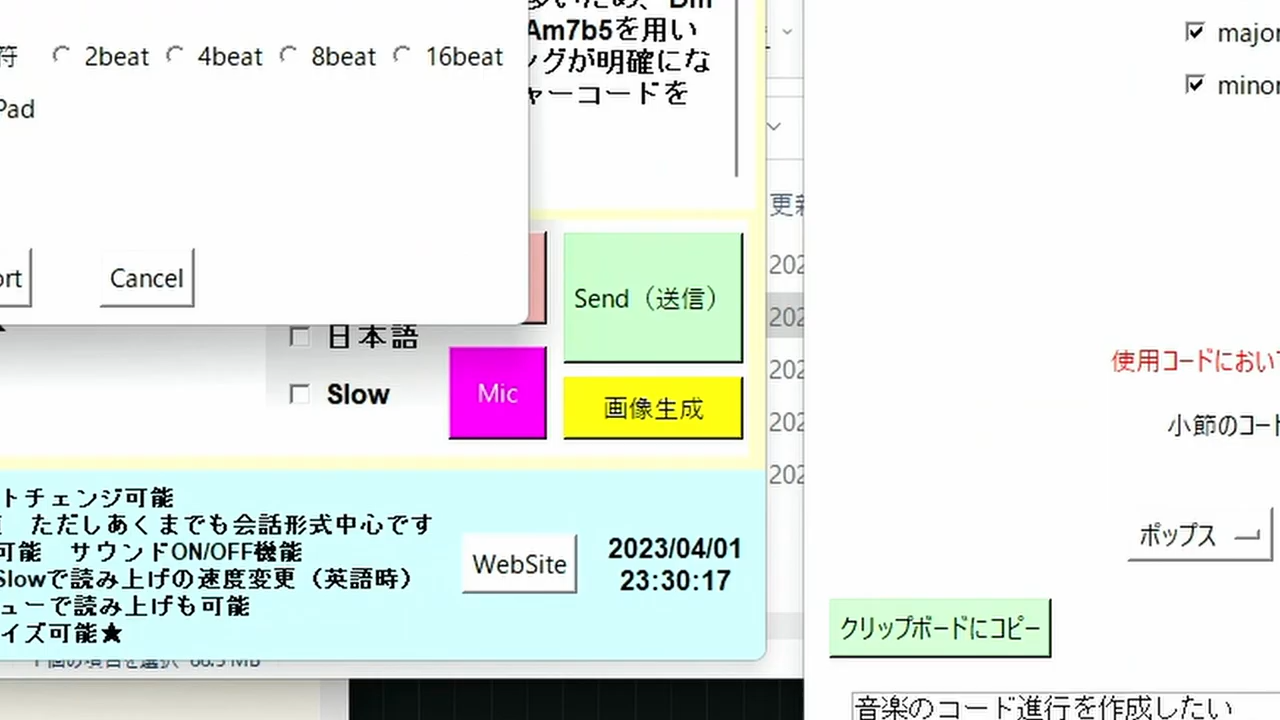 符 2beat 4beat 8beat 16beat
Pad
ort
Cancel
Am7b5を用い
グが明確にな
ャーコードを
Send（送信）
日本語
Slow
Mic
画像生成
トチェンジ可能
ただしあくまでも会話形式中心です
可能 サウンドON/OFF機能
Slowで読み上げの速度変更（英語時）
ューで読み上げも可能
イズ可能★
WebSite
2023/04/01
23:30:17
更新
202
202
202
202
202
major
minor
使用コードにおい
小節のコード
ポップス
クリップボードにコピー
音楽のコード進行を作成したい